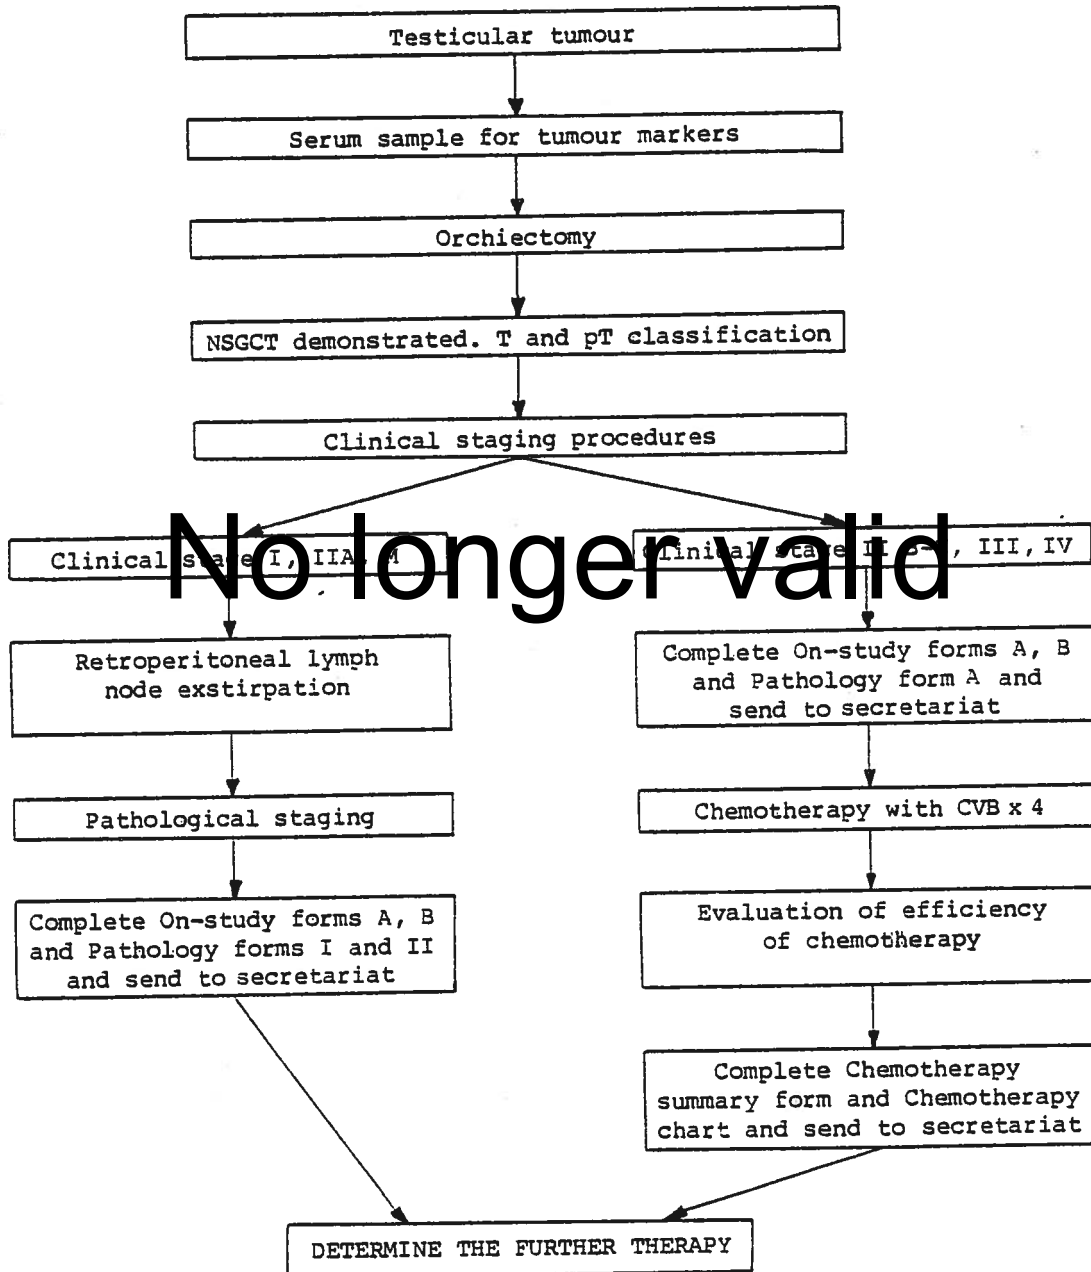 Testicular tumour
Serum sample for tumour markers
Orchiectomy
NSGCT demonstrated. T and pT classification
Clinical staging procedures
No longer valid
Clinical stage I, IIA, M
Clinical stage II B-, III, IV
Retroperitoneal lymph
node exstirpation
Pathological staging
Complete On-study forms A, B
and Pathology forms I and II
and send to secretariat
Complete On-study forms A, B
and Pathology form A and
send to secretariat
Chemotherapy with CVB x 4
Evaluation of efficiency
of chemotherapy
Complete Chemotherapy
summary form and Chemotherapy
chart and send to secretariat
DETERMINE THE FURTHER THERAPY